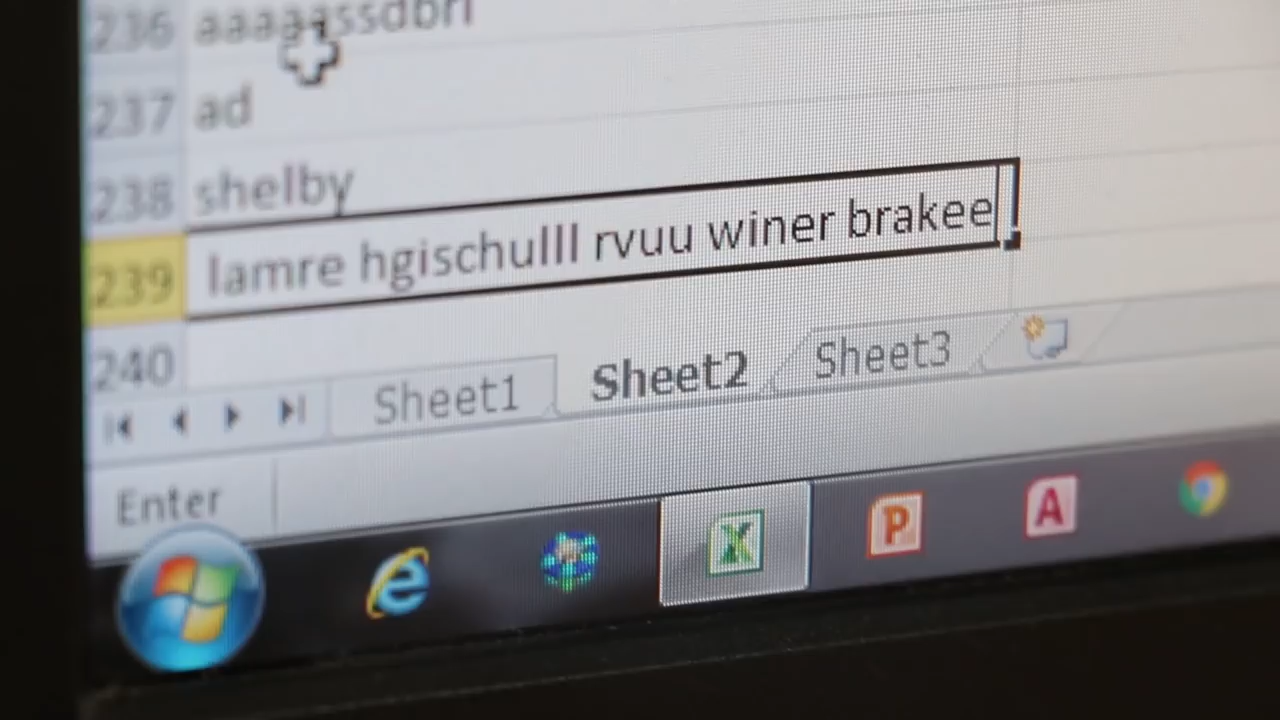 236 aaaaassdbrl
237 ad
238 shelby
239 lamre hgischulll rvuu winer brakee
240
Sheet1 Sheet2 Sheet3
Enter